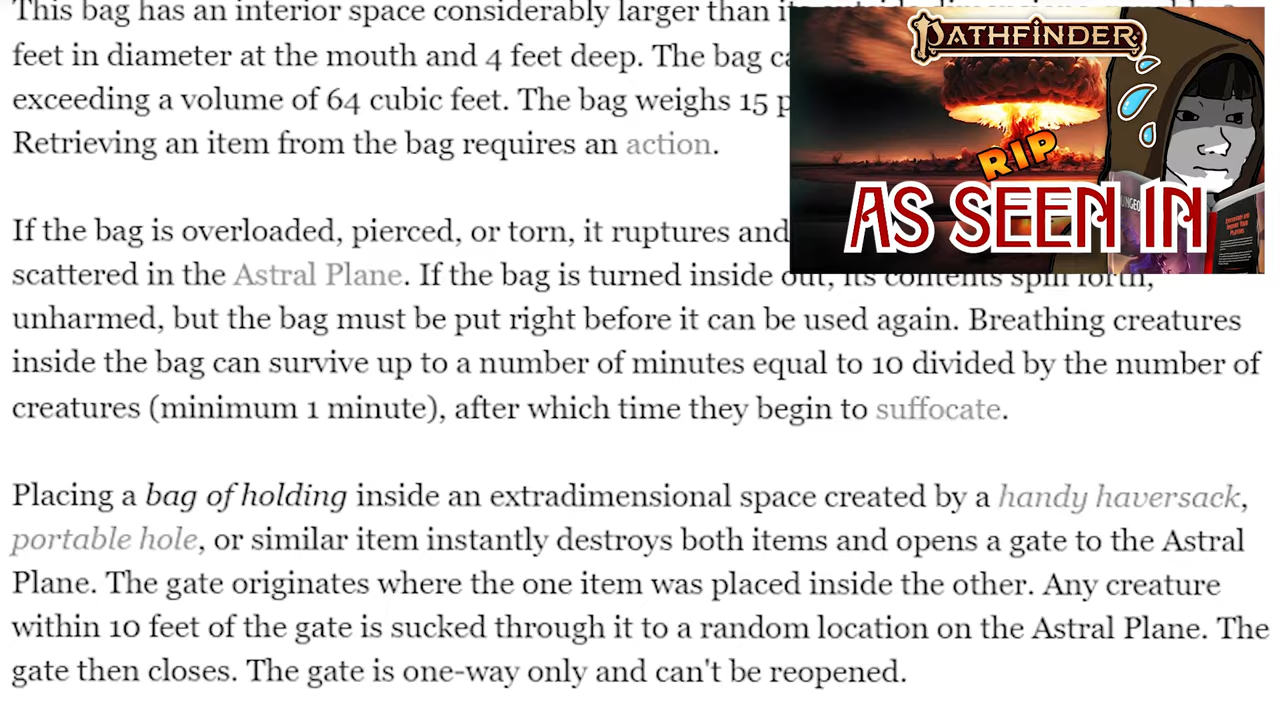 This bag has an interior space considerably larger than
feet in diameter at the mouth and 4 feet deep. The bag
exceeding a volume of 64 cubic feet. The bag weighs 15
Retrieving an item from the bag requires an action.
If the bag is overloaded, pierced, or torn, it ruptures and
scattered in the Astral Plane. If the bag is turned inside out, its contents spin forth,
unharmed, but the bag must be put right before it can be used again. Breathing creatures
inside the bag can survive up to a number of minutes equal to 10 divided by the number of
creatures (minimum 1 minute), after which time they begin to suffocate.
Placing a bag of holding inside an extradimensional space created by a handy haversack,
portable hole, or similar item instantly destroys both items and opens a gate to the Astral
Plane. The gate originates where the one item was placed inside the other. Any creature
within 10 feet of the gate is sucked through it to a random location on the Astral Plane. The
gate then closes. The gate is one-way only and can't be reopened.
PATHFINDER
RIP
AS SEEN IN